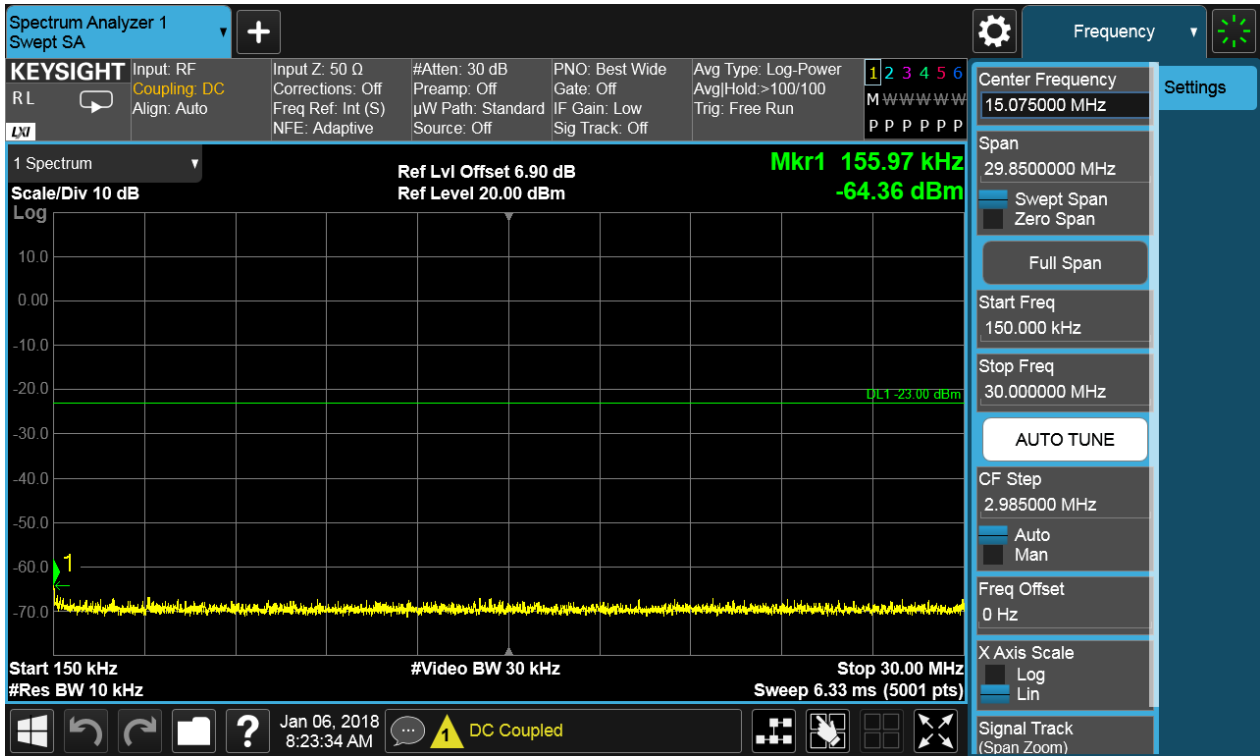 Spectrum Analyzer 1
Swept SA
+
Frequency
KEYSIGHT
RL
LXI
Input: RF
Coupling: DC
Align: Auto
Input Z: 50 Ω
Corrections: Off
Freq Ref: Int (S)
NFE: Adaptive
#Atten: 30 dB
Preamp: Off
µW Path: Standard
Source: Off
PNO: Best Wide
Gate: Off
IF Gain: Low
Sig Track: Off
Avg Type: Log-Power
Avg|Hold:>100/100
Trig: Free Run
1 2 3 4 5 6
M W W W W W
P P P P P P
1 Spectrum
Scale/Div 10 dB
Ref Lvl Offset 6.90 dB
Ref Level 20.00 dBm
Mkr1 155.97 kHz
-64.36 dBm
Log
10.0
0.00
-10.0
-20.0
-30.0
-40.0
-50.0
-60.0
-70.0
DL1 -23.00 dBm
1
Start 150 kHz
#Res BW 10 kHz
#Video BW 30 kHz
Stop 30.00 MHz
Sweep 6.33 ms (5001 pts)
Center Frequency
15.075000 MHz
Span
29.8500000 MHz
Swept Span
Zero Span
Full Span
Start Freq
150.000 kHz
Stop Freq
30.000000 MHz
AUTO TUNE
CF Step
2.985000 MHz
Auto
Man
Freq Offset
0 Hz
X Axis Scale
Log
Lin
Signal Track
(Span Zoom)
Settings
?
Jan 06, 2018
8:23:34 AM
1
DC Coupled